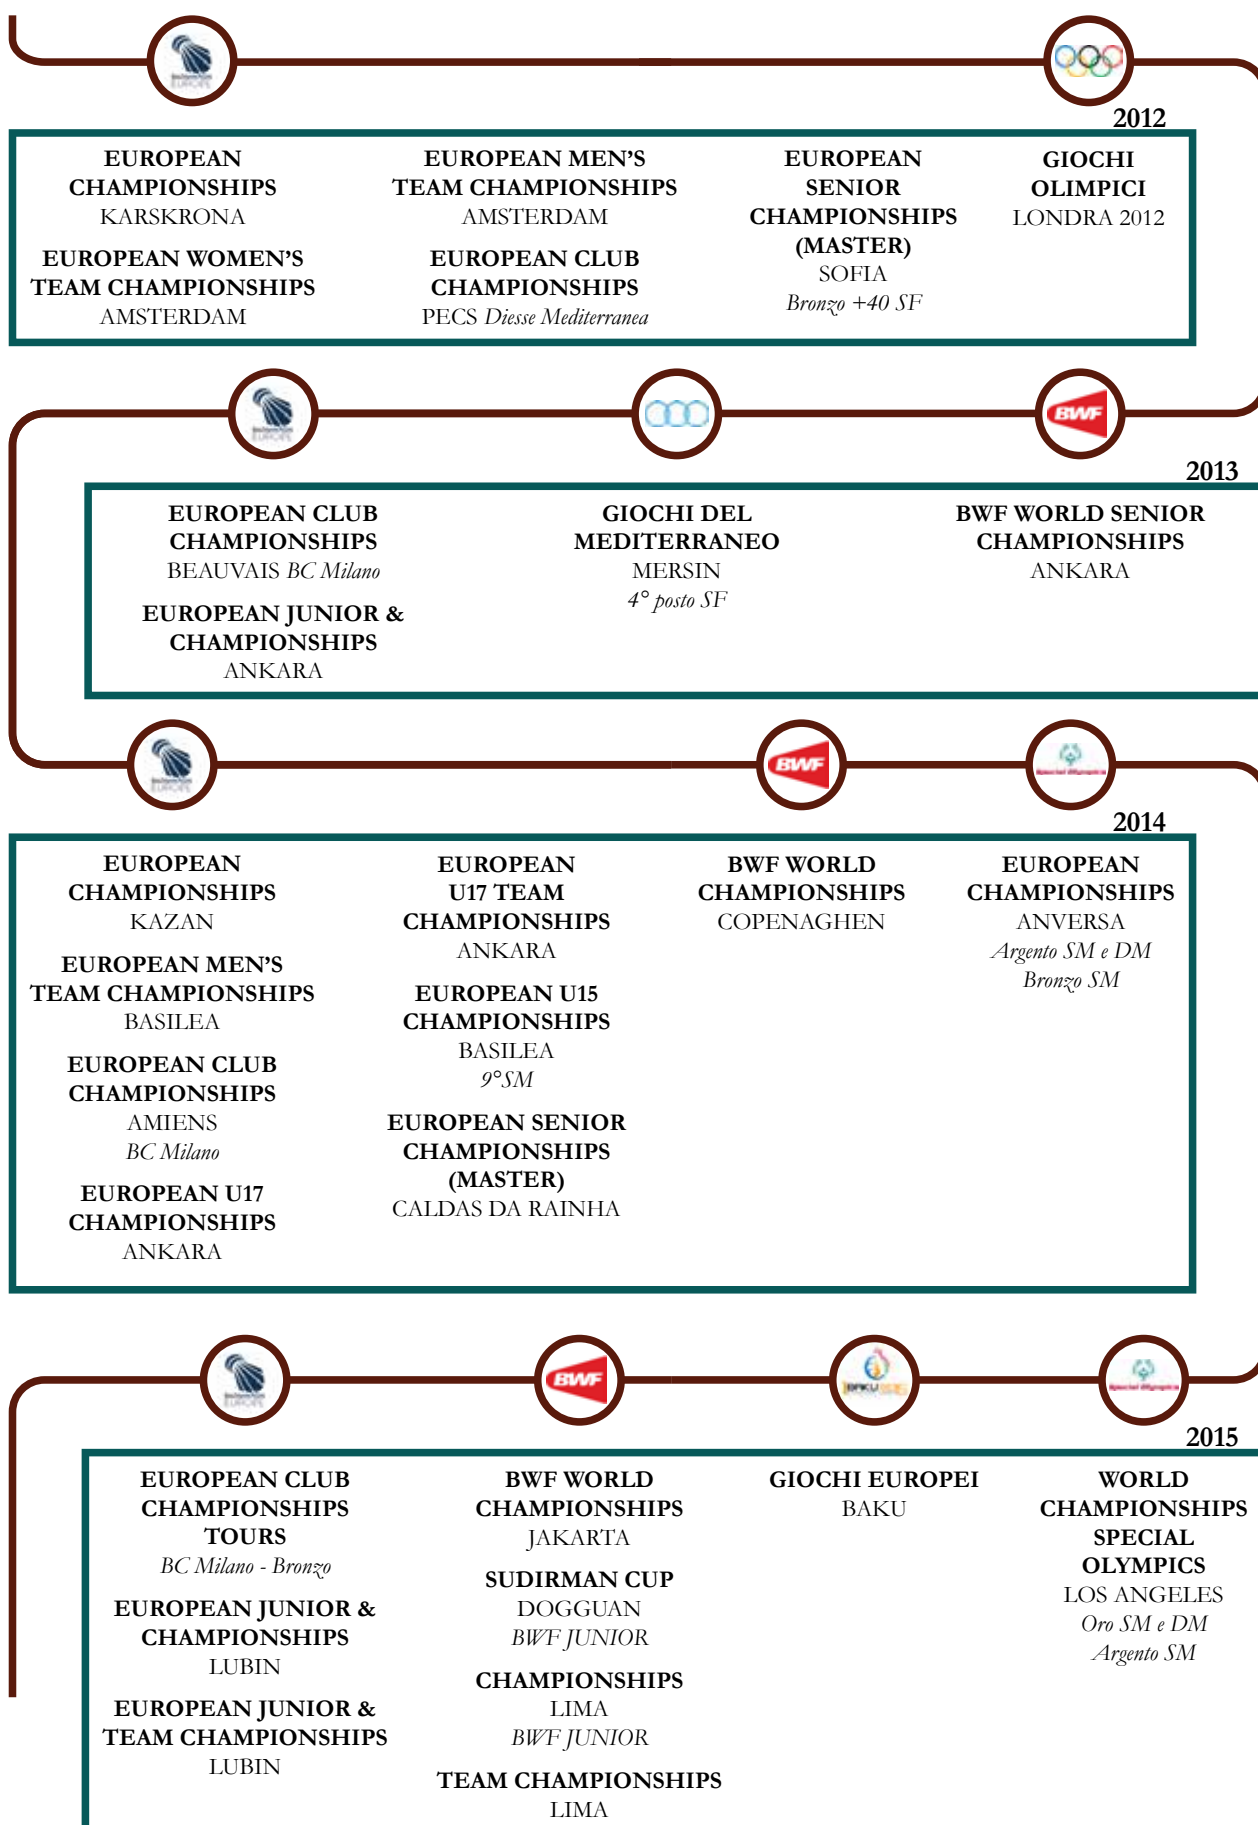 2012
EUROPEAN
CHAMPIONSHIPS
KARSKRONA
EUROPEAN WOMEN'S
TEAM CHAMPIONSHIPS
AMSTERDAM
EUROPEAN MEN'S
TEAM CHAMPIONSHIPS
AMSTERDAM
EUROPEAN CLUB
CHAMPIONSHIPS
PECS Diesse Mediterranea
EUROPEAN
SENIOR
CHAMPIONSHIPS
(MASTER)
SOFIA
Bronzo +40 SF
GIOCHI
OLIMPICI
LONDRA 2012
BWF
2013
EUROPEAN CLUB
CHAMPIONSHIPS
BEAUVAIS BC Milano
EUROPEAN JUNIOR &
CHAMPIONSHIPS
ANKARA
GIOCHI DEL
MEDITERRANEO
MERSIN
4° posto SF
BWF WORLD SENIOR
CHAMPIONSHIPS
ANKARA
BWF
Special Olympics
2014
EUROPEAN
CHAMPIONSHIPS
KAZAN
EUROPEAN MEN'S
TEAM CHAMPIONSHIPS
BASILEA
EUROPEAN CLUB
CHAMPIONSHIPS
AMIENS
BC Milano
EUROPEAN U17
CHAMPIONSHIPS
ANKARA
EUROPEAN
U17 TEAM
CHAMPIONSHIPS
ANKARA
EUROPEAN U15
CHAMPIONSHIPS
BASILEA
9°SM
EUROPEAN SENIOR
CHAMPIONSHIPS
(MASTER)
CALDAS DA RAINHA
BWF WORLD
CHAMPIONSHIPS
COPENAGHEN
EUROPEAN
CHAMPIONSHIPS
ANVERSA
Argento SM e DM
Bronzo SM
BWF
Special Olympics
2015
EUROPEAN CLUB
CHAMPIONSHIPS
TOURS
BC Milano - Bronzo
EUROPEAN JUNIOR &
CHAMPIONSHIPS
LUBIN
EUROPEAN JUNIOR &
TEAM CHAMPIONSHIPS
LUBIN
BWF WORLD
CHAMPIONSHIPS
JAKARTA
SUDIRMAN CUP
DOGGUAN
BWF JUNIOR
CHAMPIONSHIPS
LIMA
BWF JUNIOR
TEAM CHAMPIONSHIPS
LIMA
GIOCHI EUROPEI
BAKU
WORLD
CHAMPIONSHIPS
SPECIAL
OLYMPICS
LOS ANGELES
Oro SM e DM
Argento SM